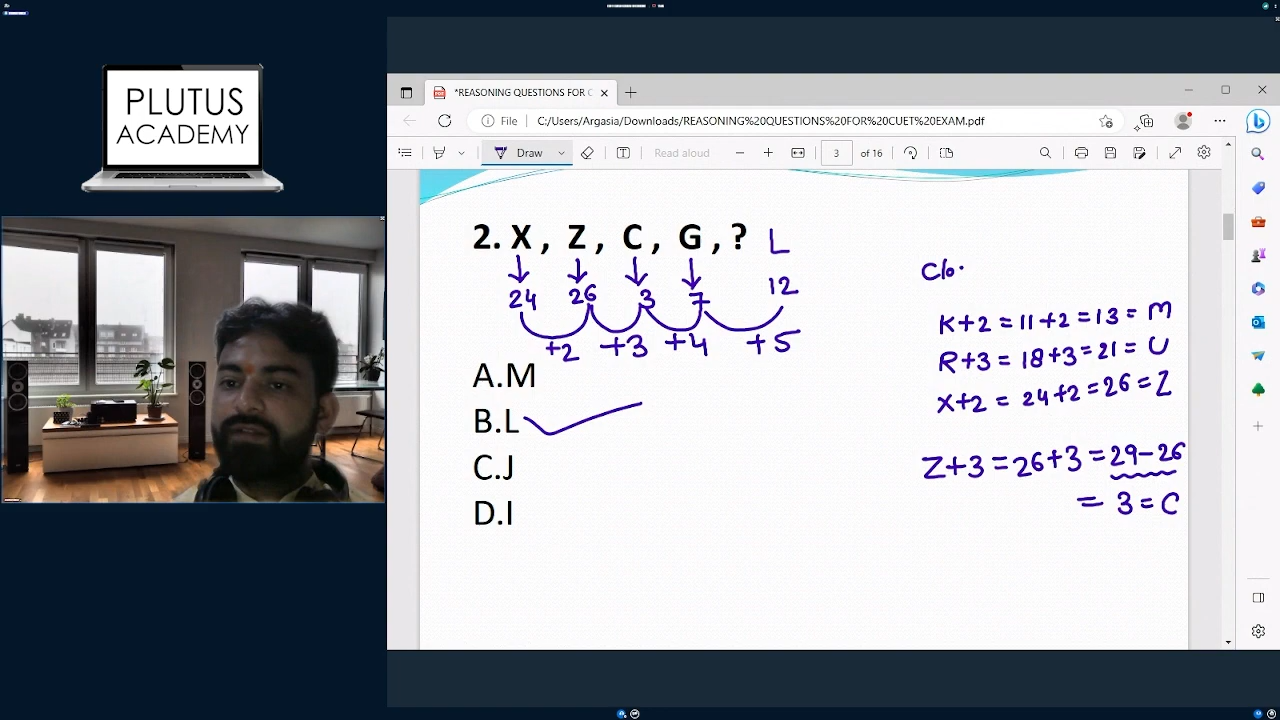 PLUTUS
ACADEMY
*REASONING QUESTIONS FOR C
File | C:/Users/Argasia/Downloads/REASONING%20QUESTIONS%20FOR%20CUET%20EXAM.pdf
Draw
Read aloud
3 of 16
2. X , Z , C , G , ? L
24 26 3 7 12
+2 +3 +4 +5
A.M
B.L
C.J
D.I
K+2 = 11+2 = 13 = M
R+3 = 18+3 = 21 = U
X+2 = 24+2 = 26 = Z
Z+3 = 26+3 = 29-26
= 3 = C